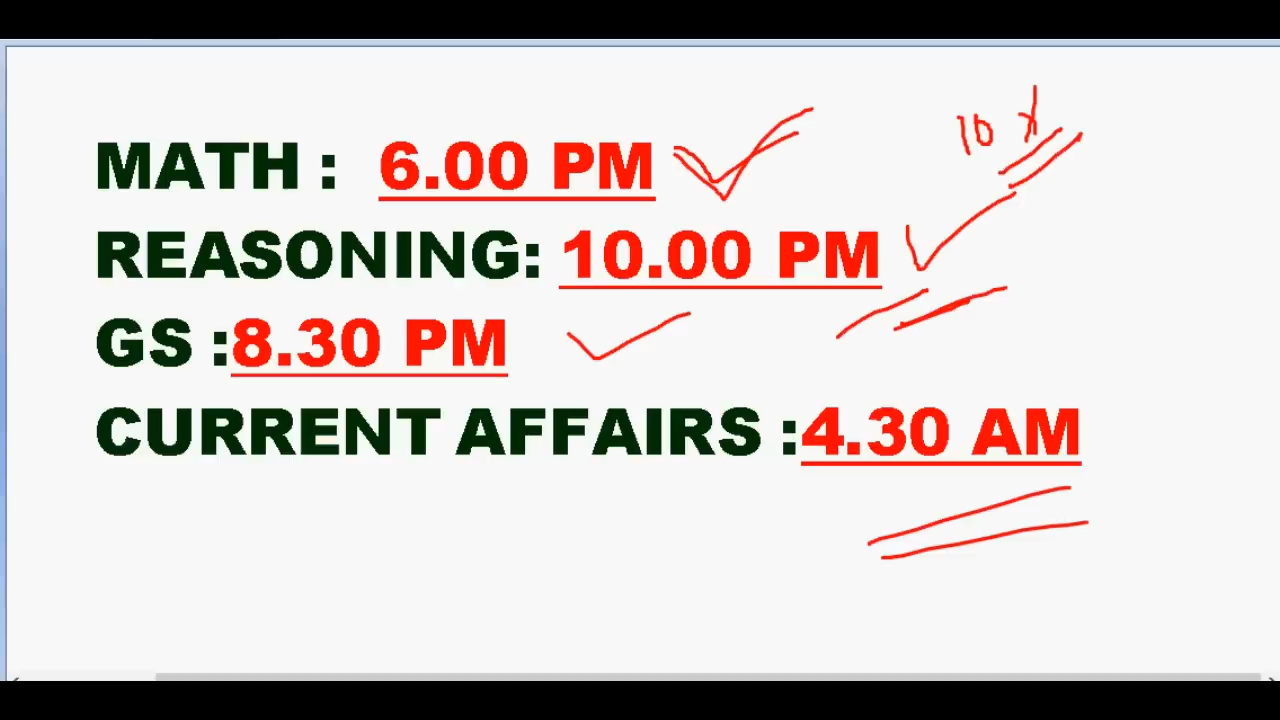 MATH : 6.00 PM
10
REASONING: 10.00 PM
GS :8.30 PM
CURRENT AFFAIRS :4.30 AM